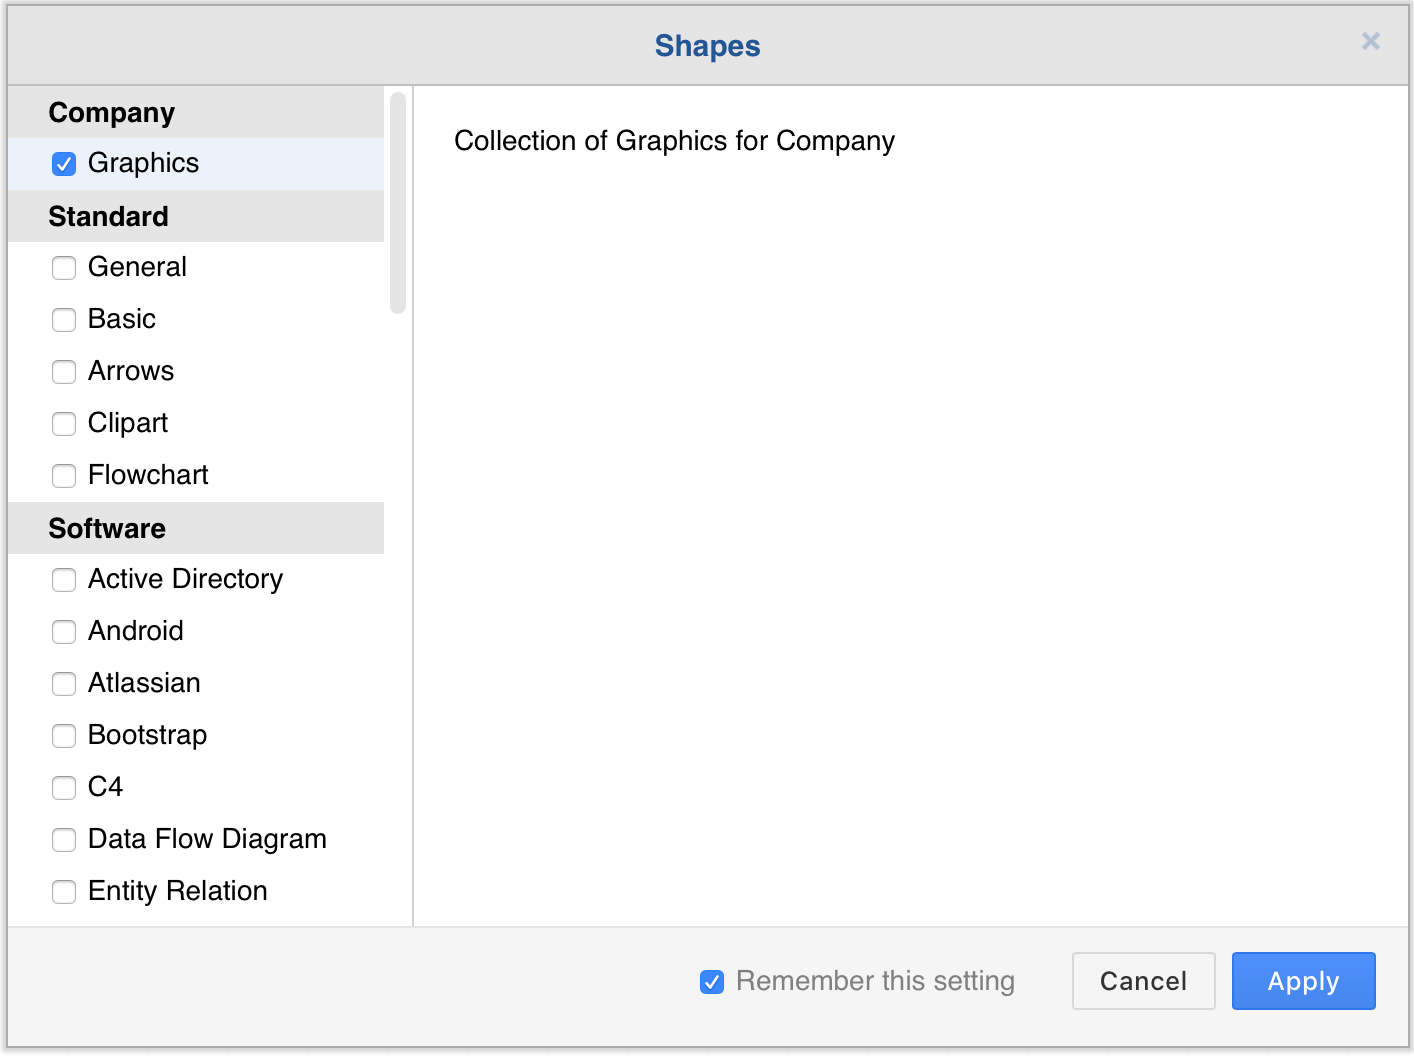 Shapes
×
Company
Graphics
Standard
General
Basic
Arrows
Clipart
Flowchart
Software
Active Directory
Android
Atlassian
Bootstrap
C4
Data Flow Diagram
Entity Relation
Collection of Graphics for Company
Remember this setting
Cancel
Apply